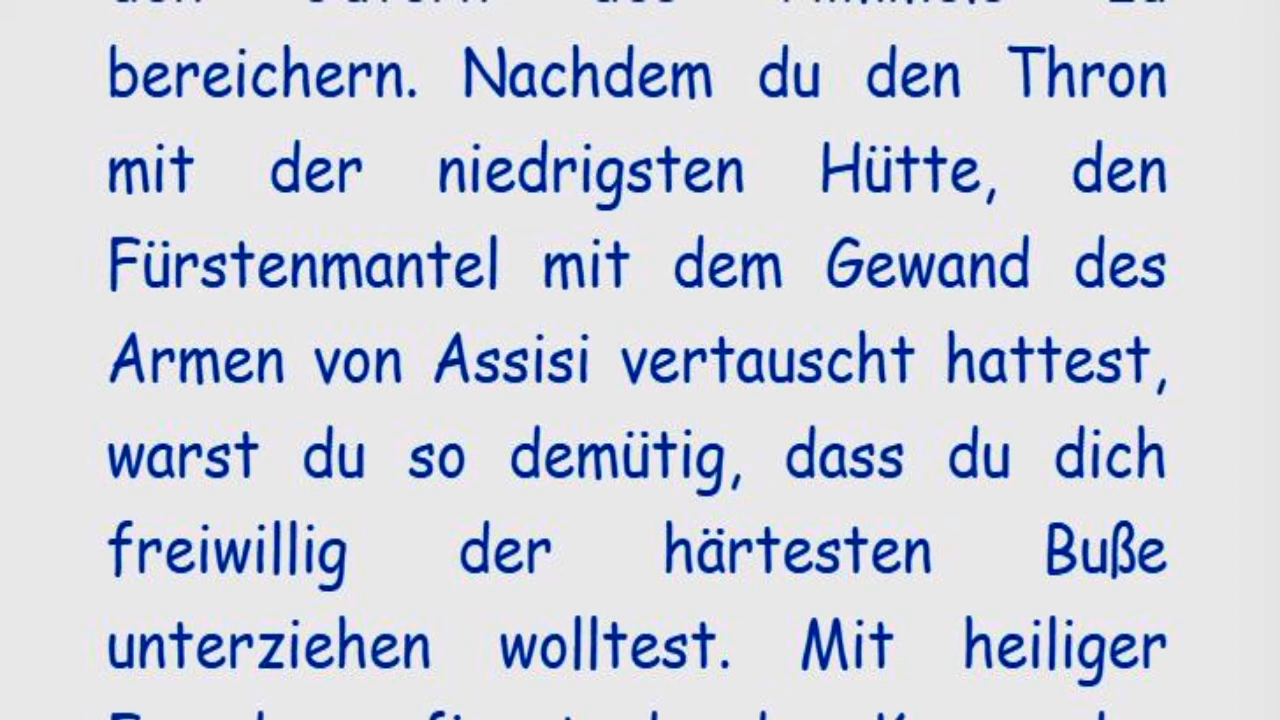 bereichern. Nachdem du den Thron
mit der niedrigsten Hütte, den
Fürstenmantel mit dem Gewand des
Armen von Assisi vertauscht hattest,
warst du so demütig, dass du dich
freiwillig der härtesten Buße
unterziehen wolltest. Mit heiliger